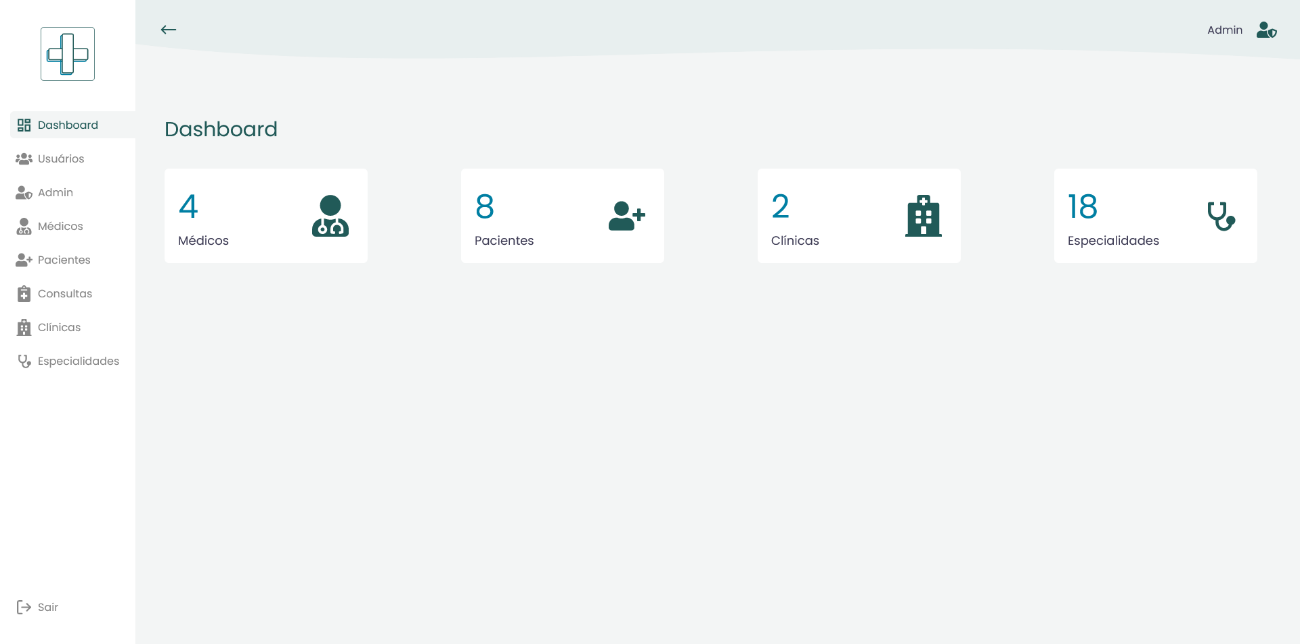 Admin
Dashboard
Usuários
Admin
Médicos
Pacientes
Consultas
Clínicas
Especialidades
Sair
Dashboard
4
Médicos
8
Pacientes
2
Clínicas
18
Especialidades